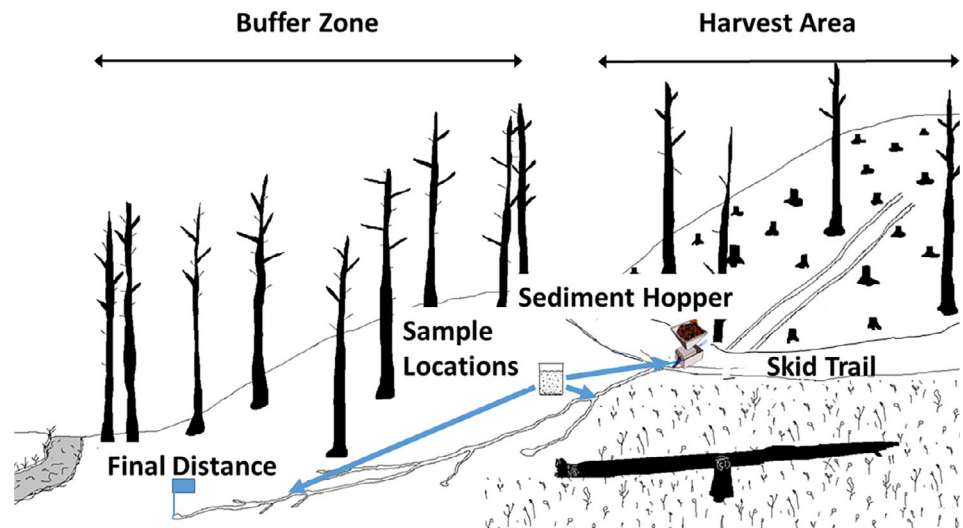 Buffer Zone
Harvest Area
Sediment Hopper
Sample
Locations
Skid Trail
Final Distance